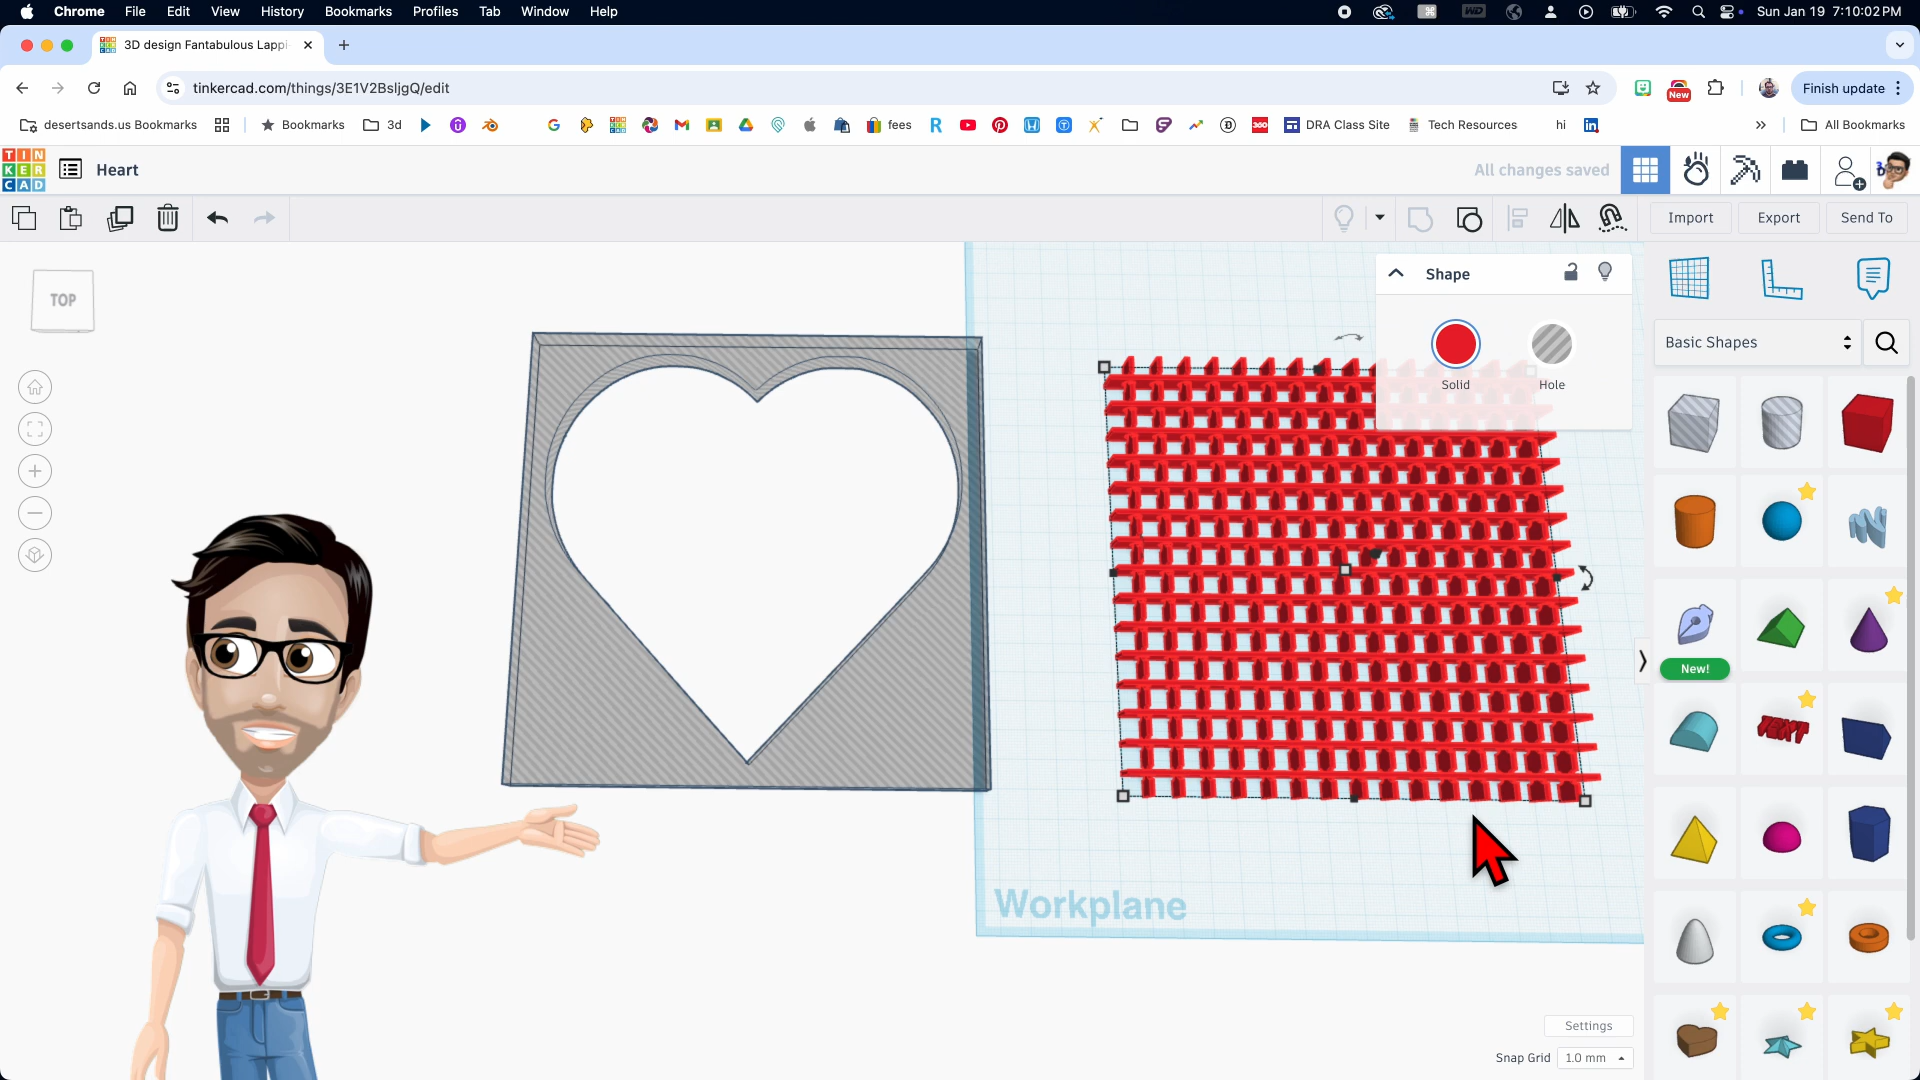 Chrome File Edit View History Bookmarks Profiles Tab Window Help
Sun Jan 19 7:10:02 PM
3D design Fantabulous Lappi
tinkercad.com/things/3E1V2BsljgQ/edit
New
Finish update
desertsands.us Bookmarks
Bookmarks
3d
fees
DRA Class Site
Tech Resources
hi
All Bookmarks
TIN
KER
CAD
Heart
All changes saved
Import
Export
Send To
TOP
Shape
Solid
Hole
Basic Shapes
New!
TEXT
Workplane
Settings
Snap Grid 1.0 mm